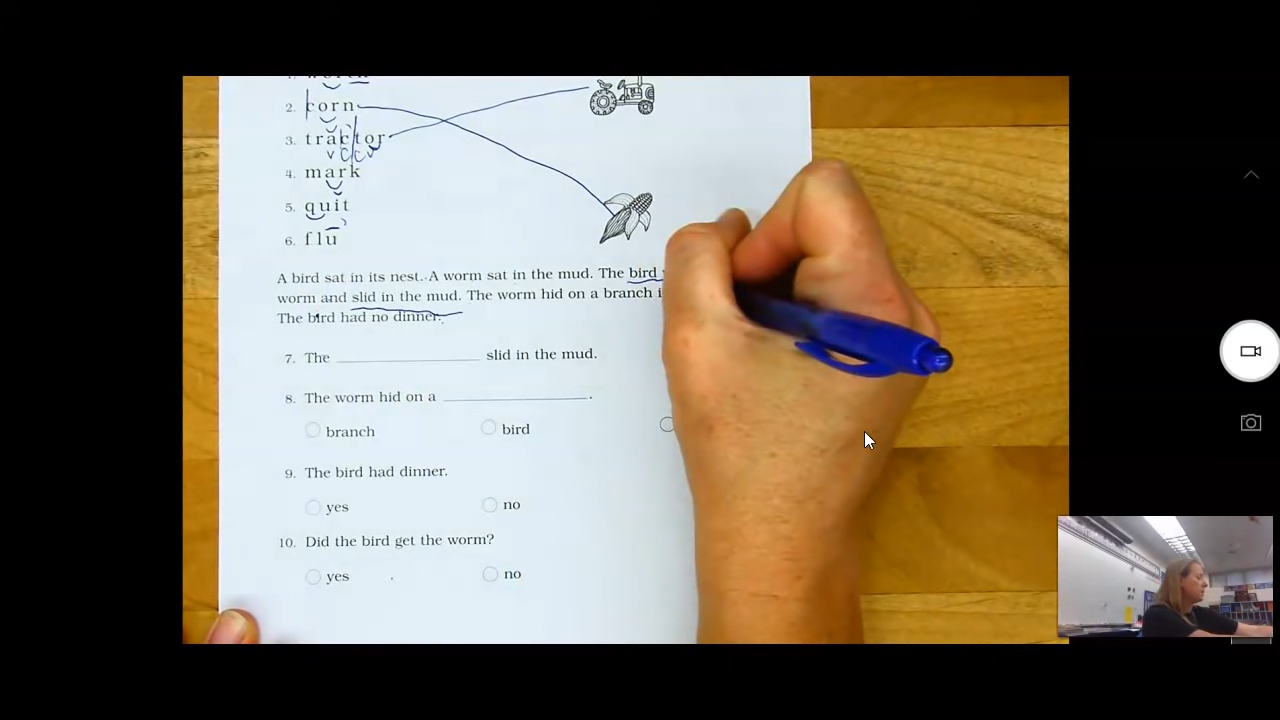 2. corn
3. tractor
V C C V
4. mark
5. quit
6. flu
A bird sat in its nest. A worm sat in the mud. The bird
worm and slid in the mud. The worm hid on a branch
The bird had no dinner.
7. The ____________ slid in the mud.
8. The worm hid on a ____________.
branch bird
9. The bird had dinner.
yes no
10. Did the bird get the worm?
yes no